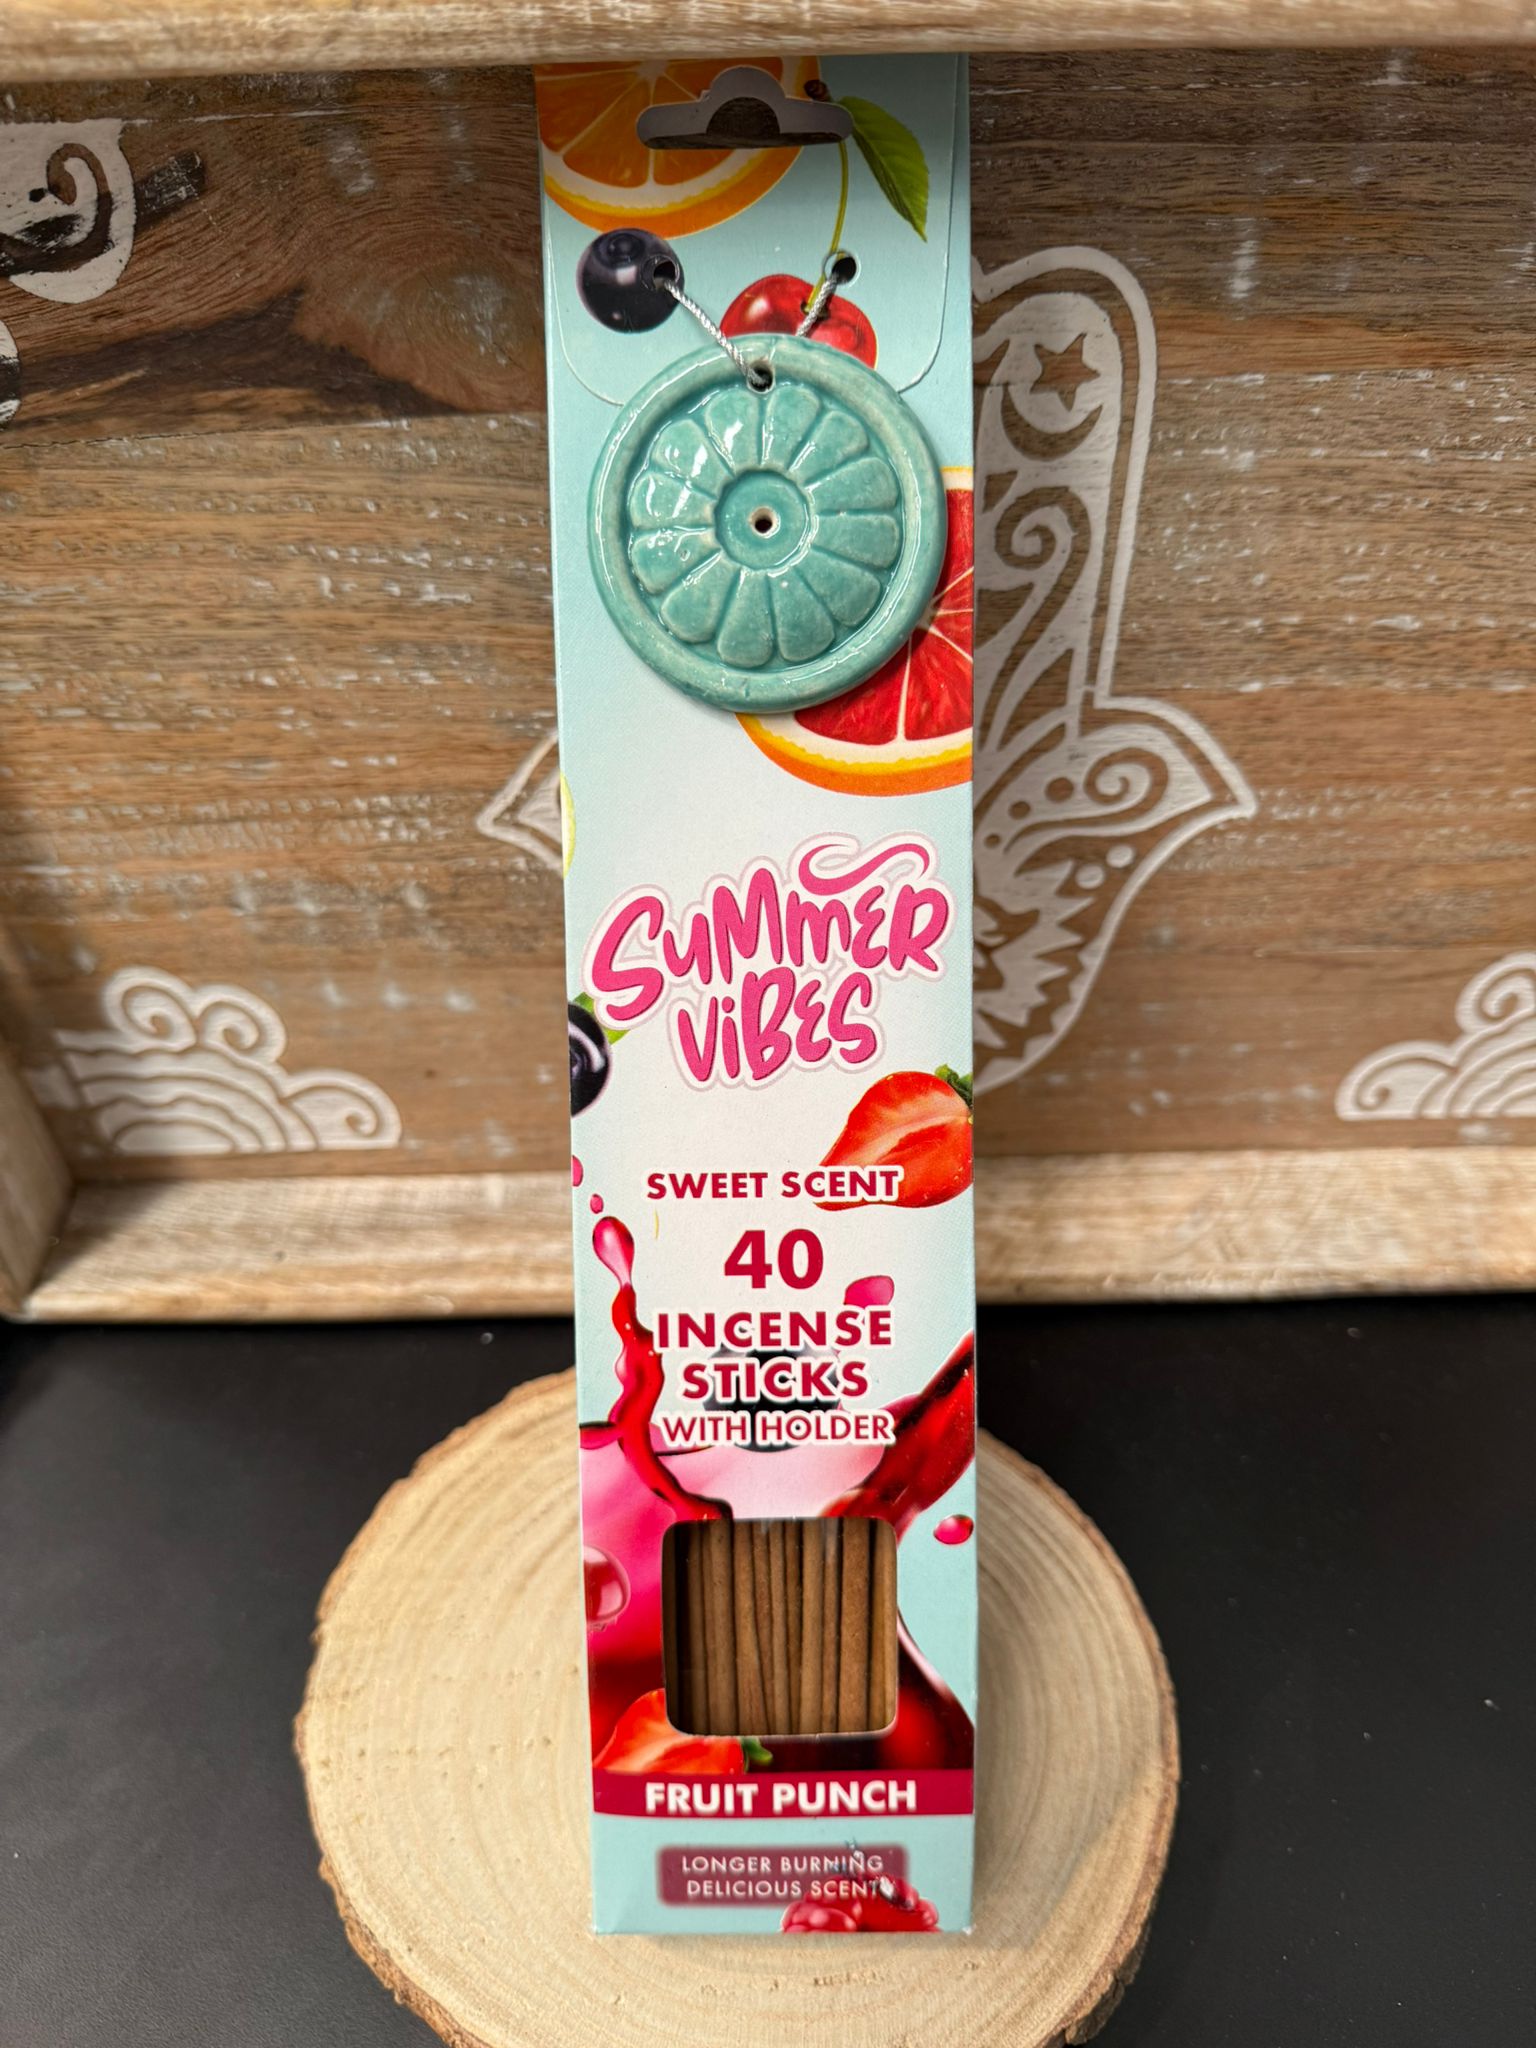 SUMMER
VIBES
SWEET SCENT
40
INCENSE
STICKS
WITH HOLDER
FRUIT PUNCH
LONGER BURNING
DELICIOUS SCENT